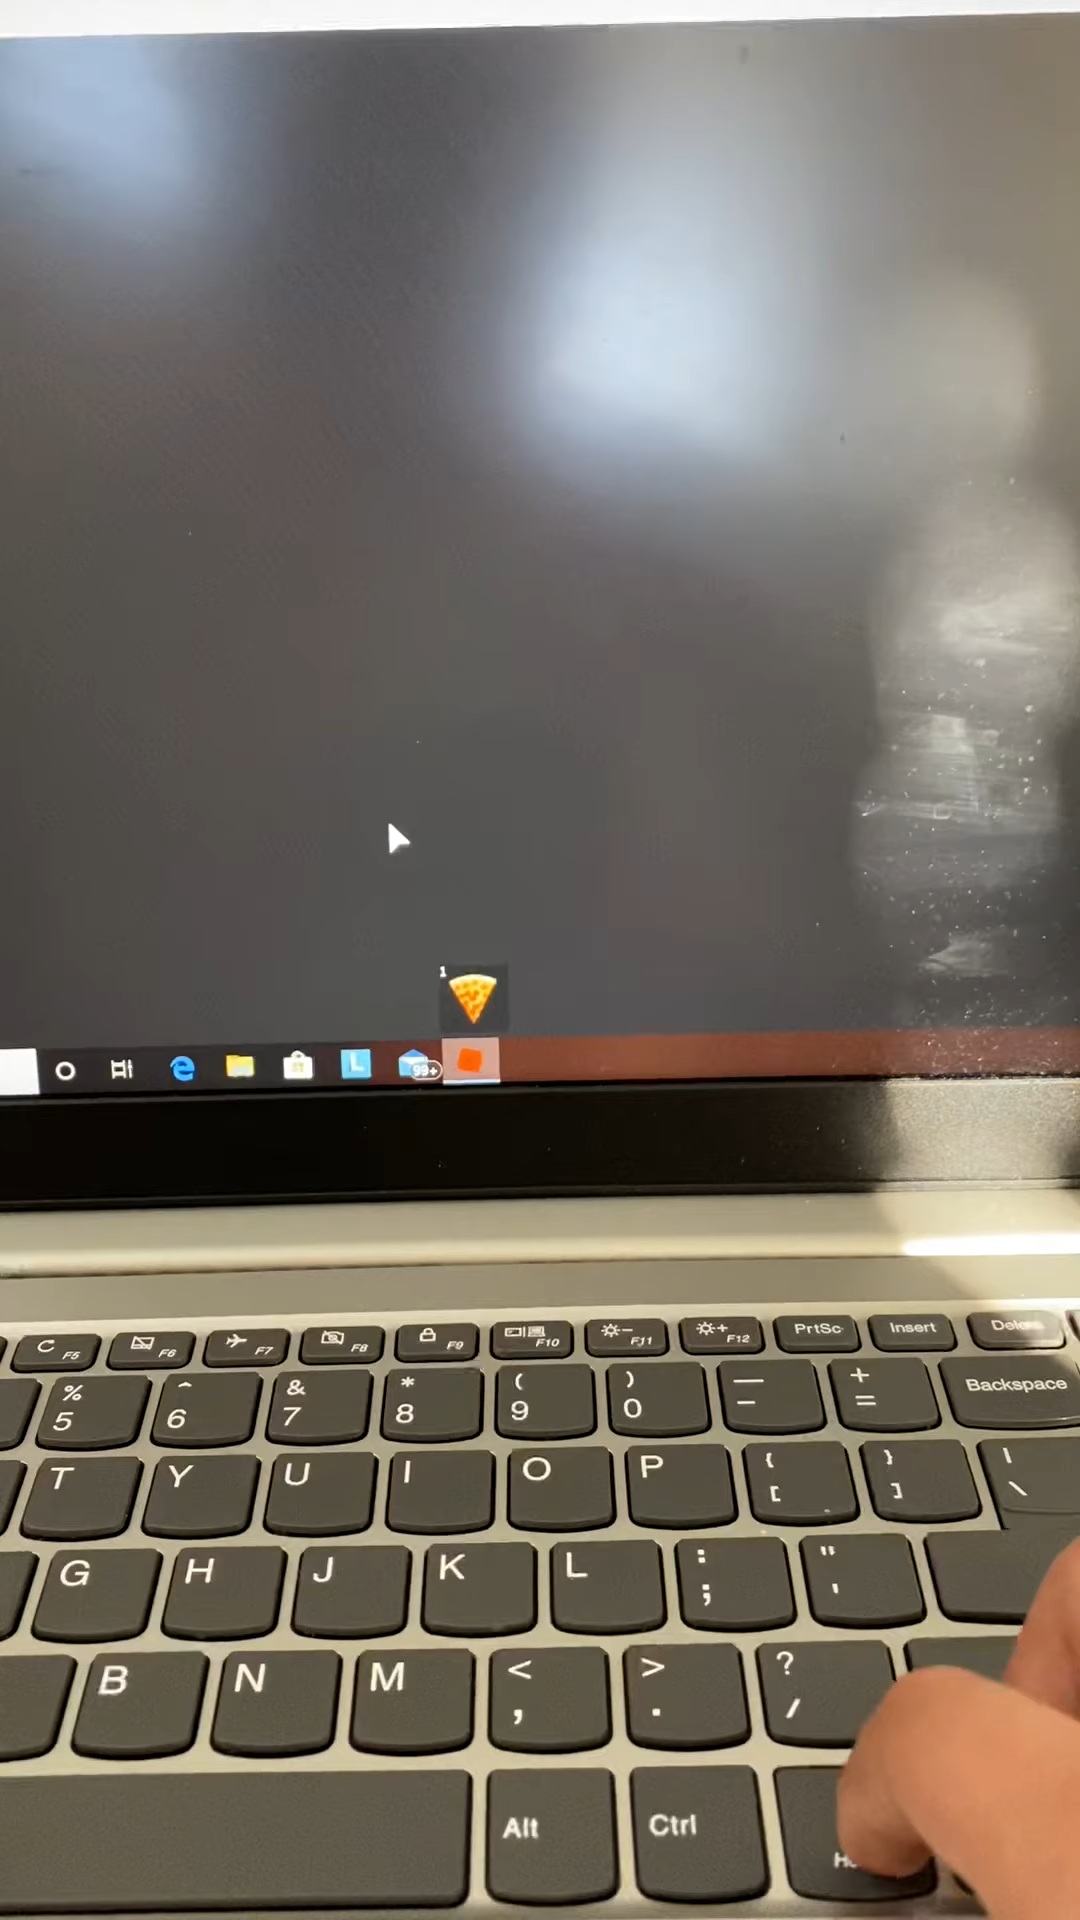 1
L
99+
F5 F6 F7 F8 F9 F10 F11 F12 PrtSc Insert
% ^ & * ( ) — +
5 6 7 8 9 0 - = Backspace
T Y U I O P { } |
[ ] \
G H J K L : "
; '
B N M < > ?
, . /
Alt Ctrl